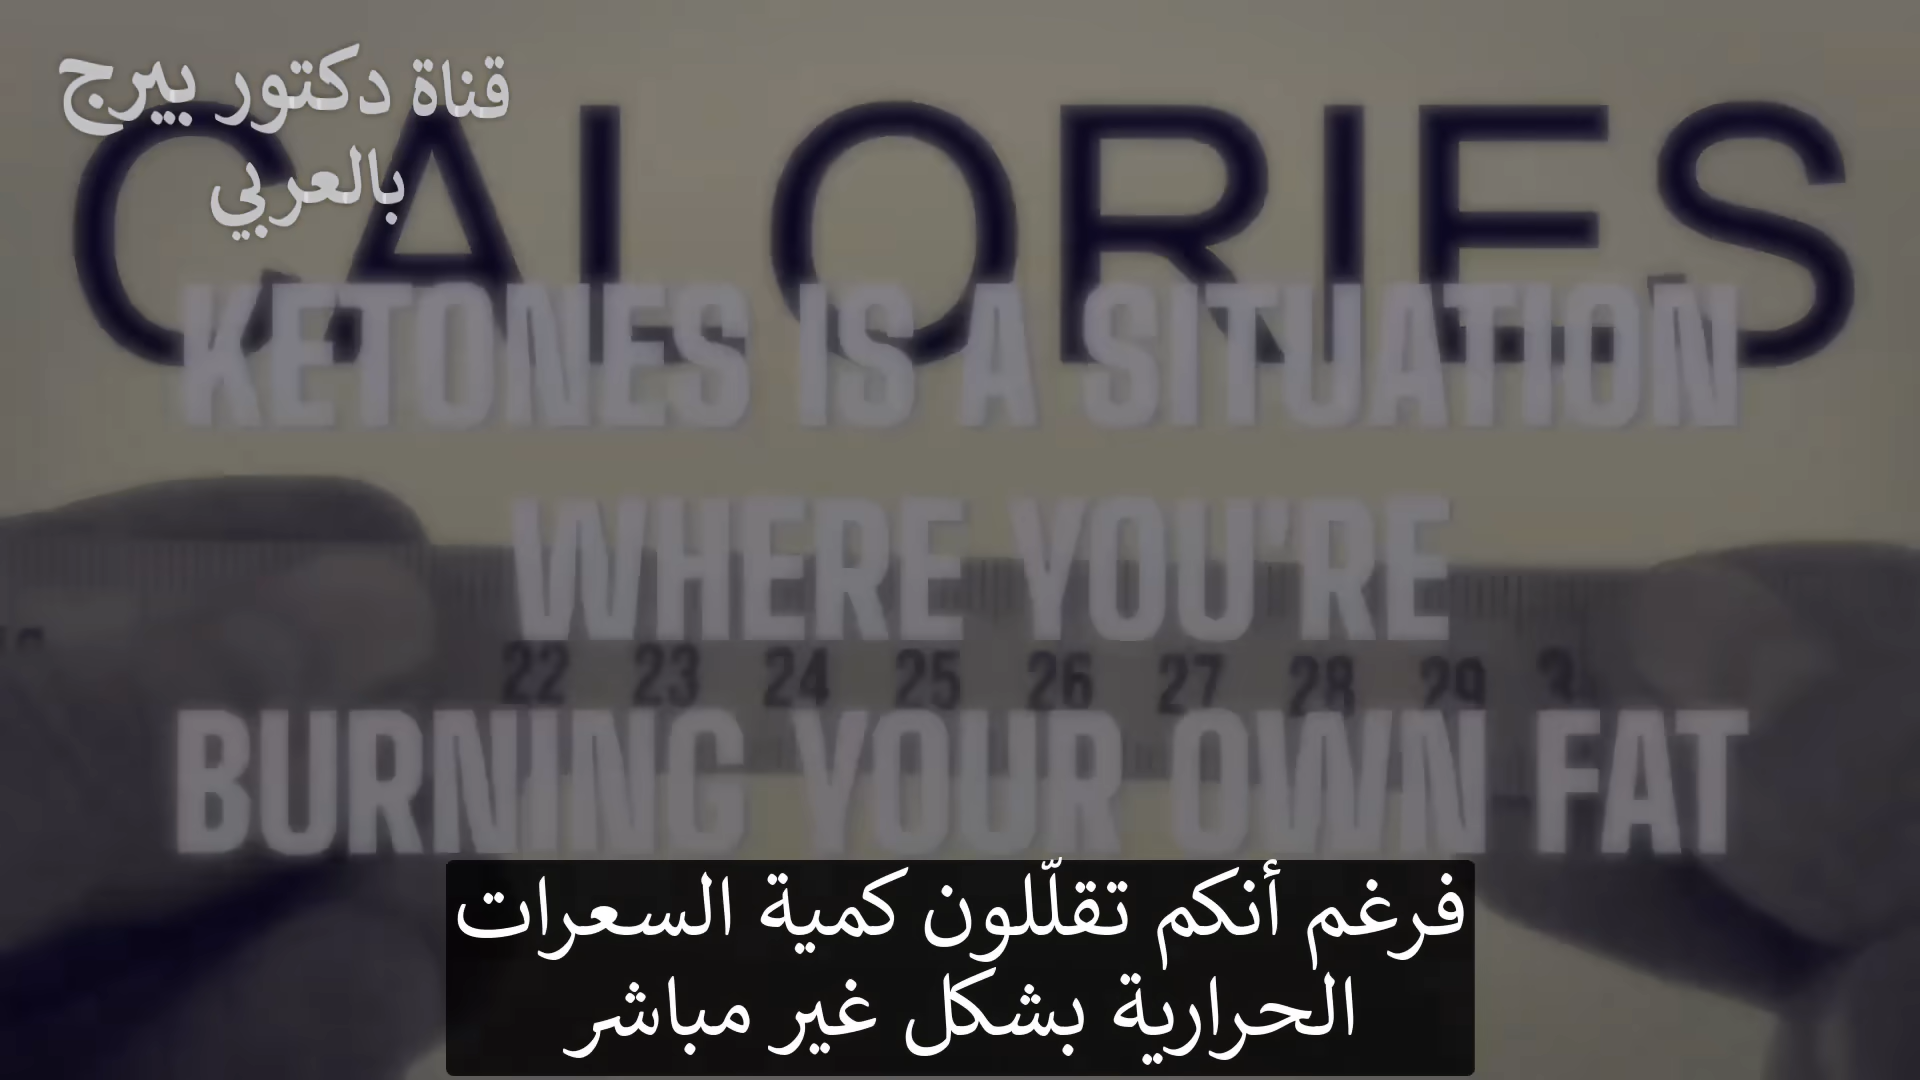 قناة دكتور بيرج
بالعربي
CALORIES
KETONES IS A SITUATION
WHERE YOU'RE
22 23 24 25 26 27 28 29
BURNING YOUR OWN FAT
فرغم أنكم تقلّلون كمية السعرات
الحرارية بشكل غير مباشر